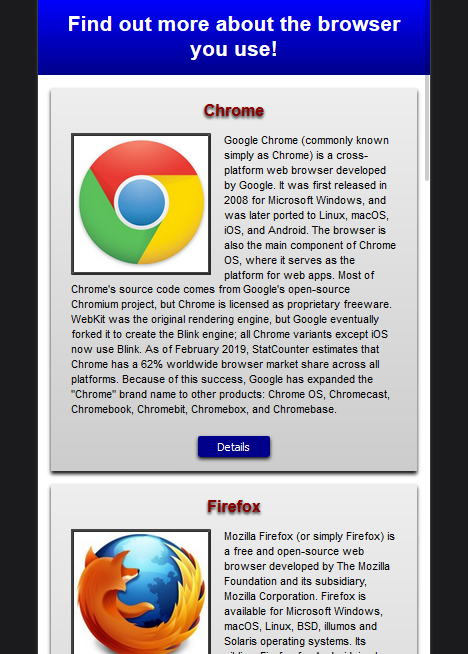 Find out more about the browser
you use!
Chrome
Google Chrome (commonly known
simply as Chrome) is a cross-
platform web browser developed
by Google. It was first released in
2008 for Microsoft Windows, and
was later ported to Linux, macOS,
iOS, and Android. The browser is
also the main component of Chrome
OS, where it serves as the
platform for web apps. Most of
Chrome's source code comes from Google's open-source
Chromium project, but Chrome is licensed as proprietary freeware.
WebKit was the original rendering engine, but Google eventually
forked it to create the Blink engine; all Chrome variants except iOS
now use Blink. As of February 2019, StatCounter estimates that
Chrome has a 62% worldwide browser market share across all
platforms. Because of this success, Google has expanded the
"Chrome" brand name to other products: Chrome OS, Chromecast,
Chromebook, Chromebit, Chromebox, and Chromebase.
Details
Firefox
Mozilla Firefox (or simply Firefox) is
a free and open-source web
browser developed by The Mozilla
Foundation and its subsidiary,
Mozilla Corporation. Firefox is
available for Microsoft Windows,
macOS, Linux, BSD, illumos and
Solaris operating systems. Its